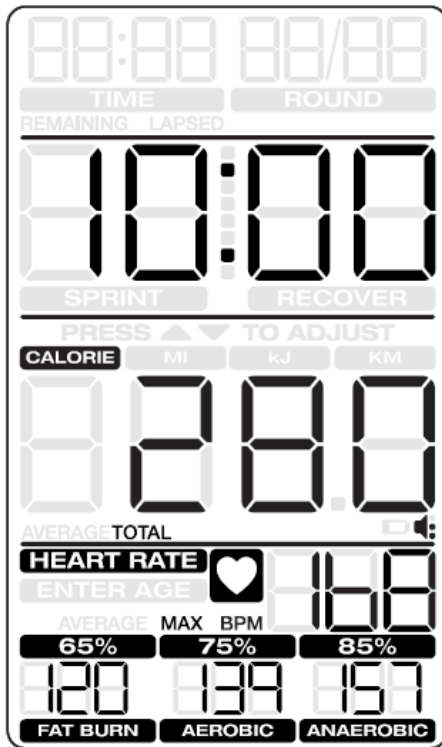 88:88 88/88
TIME ROUND
REMAINING LAPSED
10:00
SPRINT RECOVER
PRESS ▲▼ TO ADJUST
CALORIE MI kJ KM
280
AVERAGE TOTAL
HEART RATE 168
ENTER AGE
AVERAGE MAX BPM
65% 75% 85%
120 139 157
FAT BURN AEROBIC ANAEROBIC